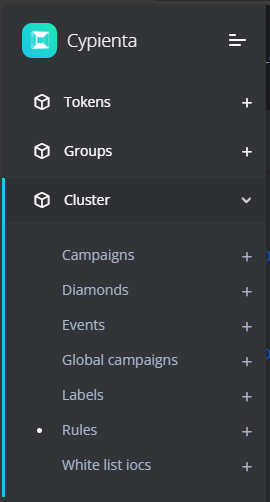 Cypienta
Tokens +
Groups +
Cluster
Campaigns +
Diamonds +
Events +
Global campaigns +
Labels +
Rules +
White list iocs +